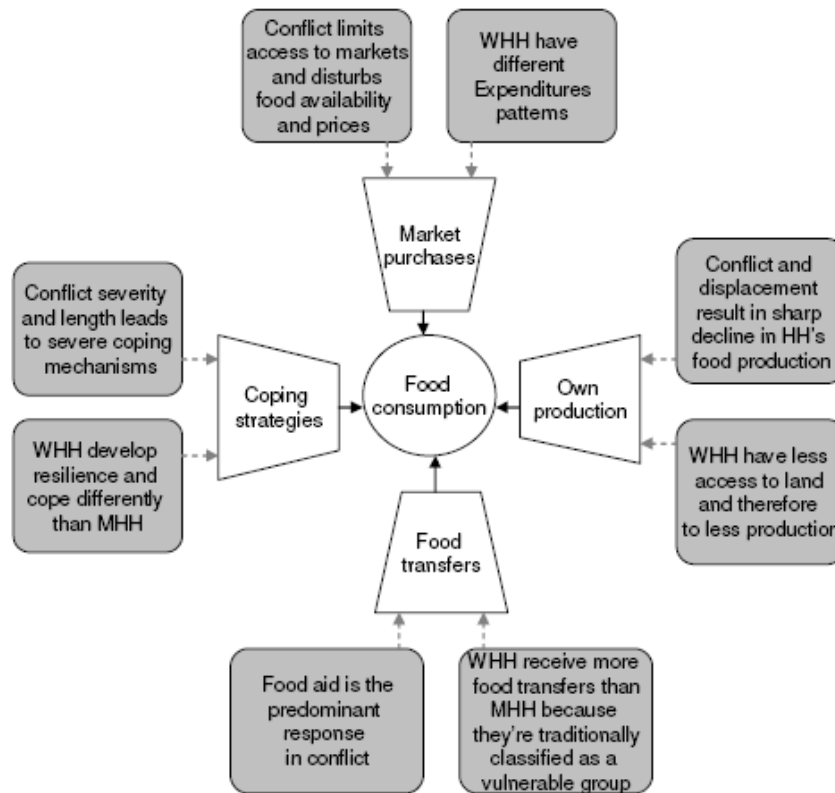 Conflict limits
access to markets
and disturbs
food availability
and prices
WHH have
different
Expenditures
patterns
Market
purchases
Conflict severity
and length leads
to severe coping
mechanisms
WHH develop
resilience and
cope differently
than MHH
Coping
strategies
Food
consumption
Own
production
Conflict and
displacement
result in sharp
decline in HH's
food production
WHH have less
access to land
and therefore
to less production
Food
transfers
Food aid is the
predominant
response
in conflict
WHH receive more
food transfers than
MHH because
they're traditionally
classified as a
vulnerable group